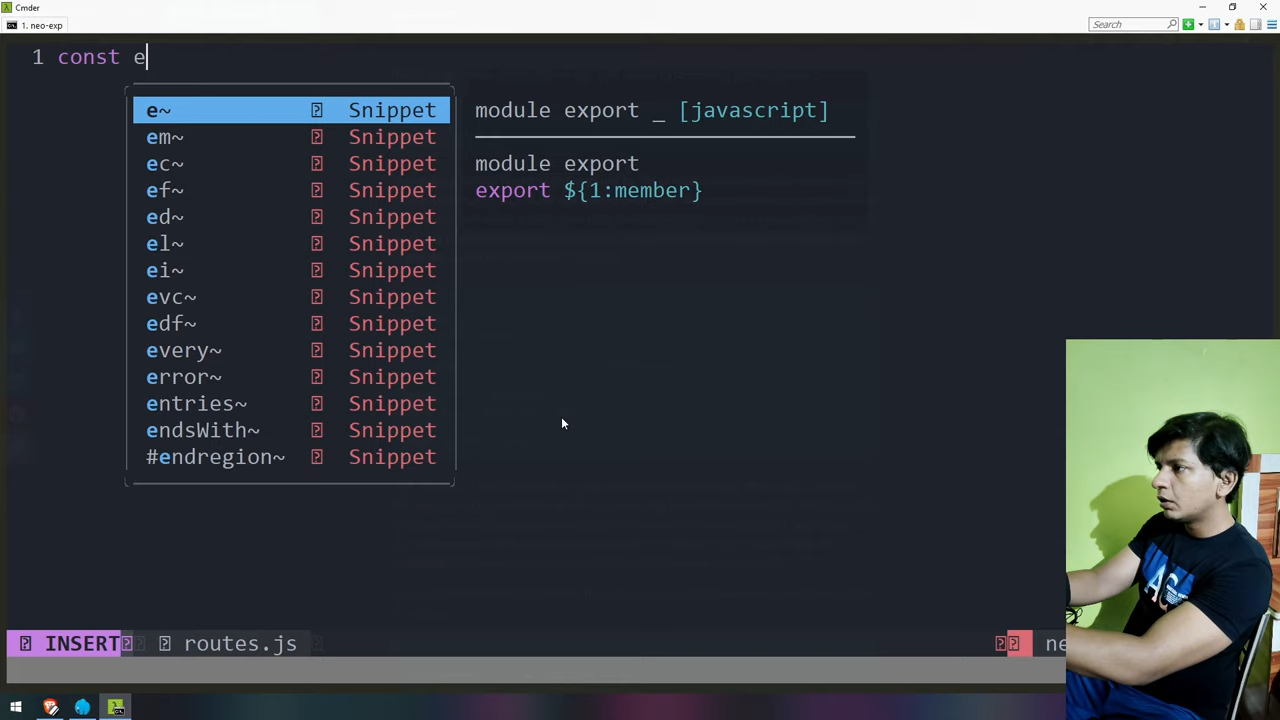 Cmder
1. neo-exp
Search
1 const e
e~ Snippet module export _ [javascript]
em~ Snippet
ec~ Snippet module export
ef~ Snippet export ${1:member}
ed~ Snippet
el~ Snippet
ei~ Snippet
evc~ Snippet
edf~ Snippet
every~ Snippet
error~ Snippet
entries~ Snippet
endsWith~ Snippet
#endregion~ Snippet
INSERT routes.js ne